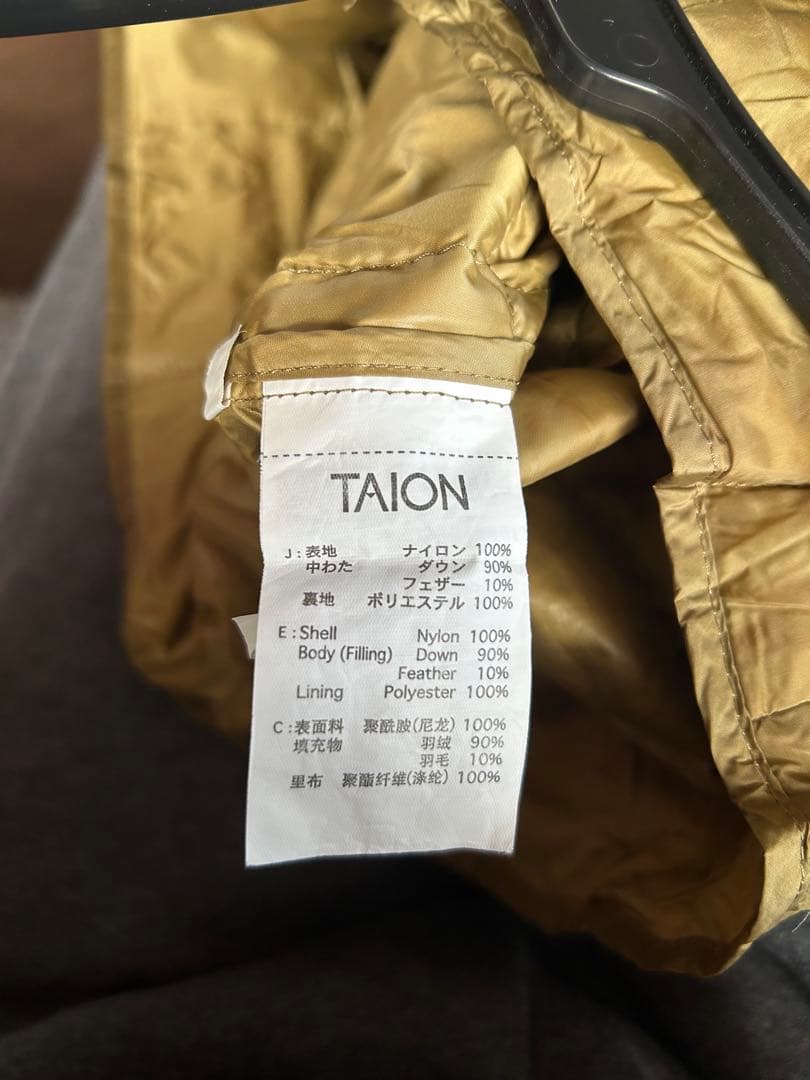 TAION
J:表地 ナイロン 100%
中わた ダウン 90%
フェザー 10%
裏地 ポリエステル 100%
E:Shell Nylon 100%
Body (Filling) Down 90%
Feather 10%
Lining Polyester 100%
C:表面料 聚酰胺(尼龙) 100%
填充物 羽绒 90%
羽毛 10%
里布 聚酯纤维(涤纶) 100%